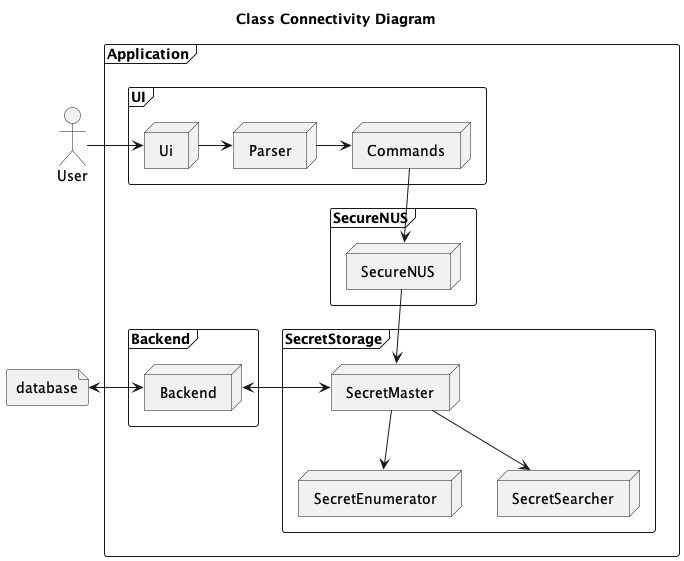 Class Connectivity Diagram
Application
UI
User
Ui
Parser
Commands
SecureNUS
SecureNUS
Backend
SecretStorage
database
Backend
SecretMaster
SecretEnumerator
SecretSearcher